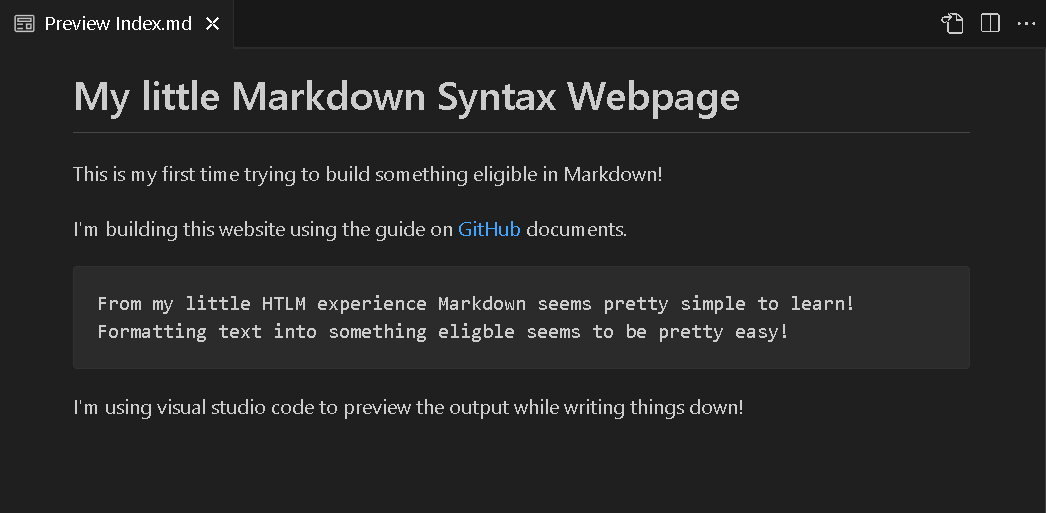 Preview Index.md
My little Markdown Syntax Webpage
This is my first time trying to build something eligible in Markdown!
I'm building this website using the guide on GitHub documents.
From my little HTLM experience Markdown seems pretty simple to learn!
Formatting text into something eligble seems to be pretty easy!
I'm using visual studio code to preview the output while writing things down!